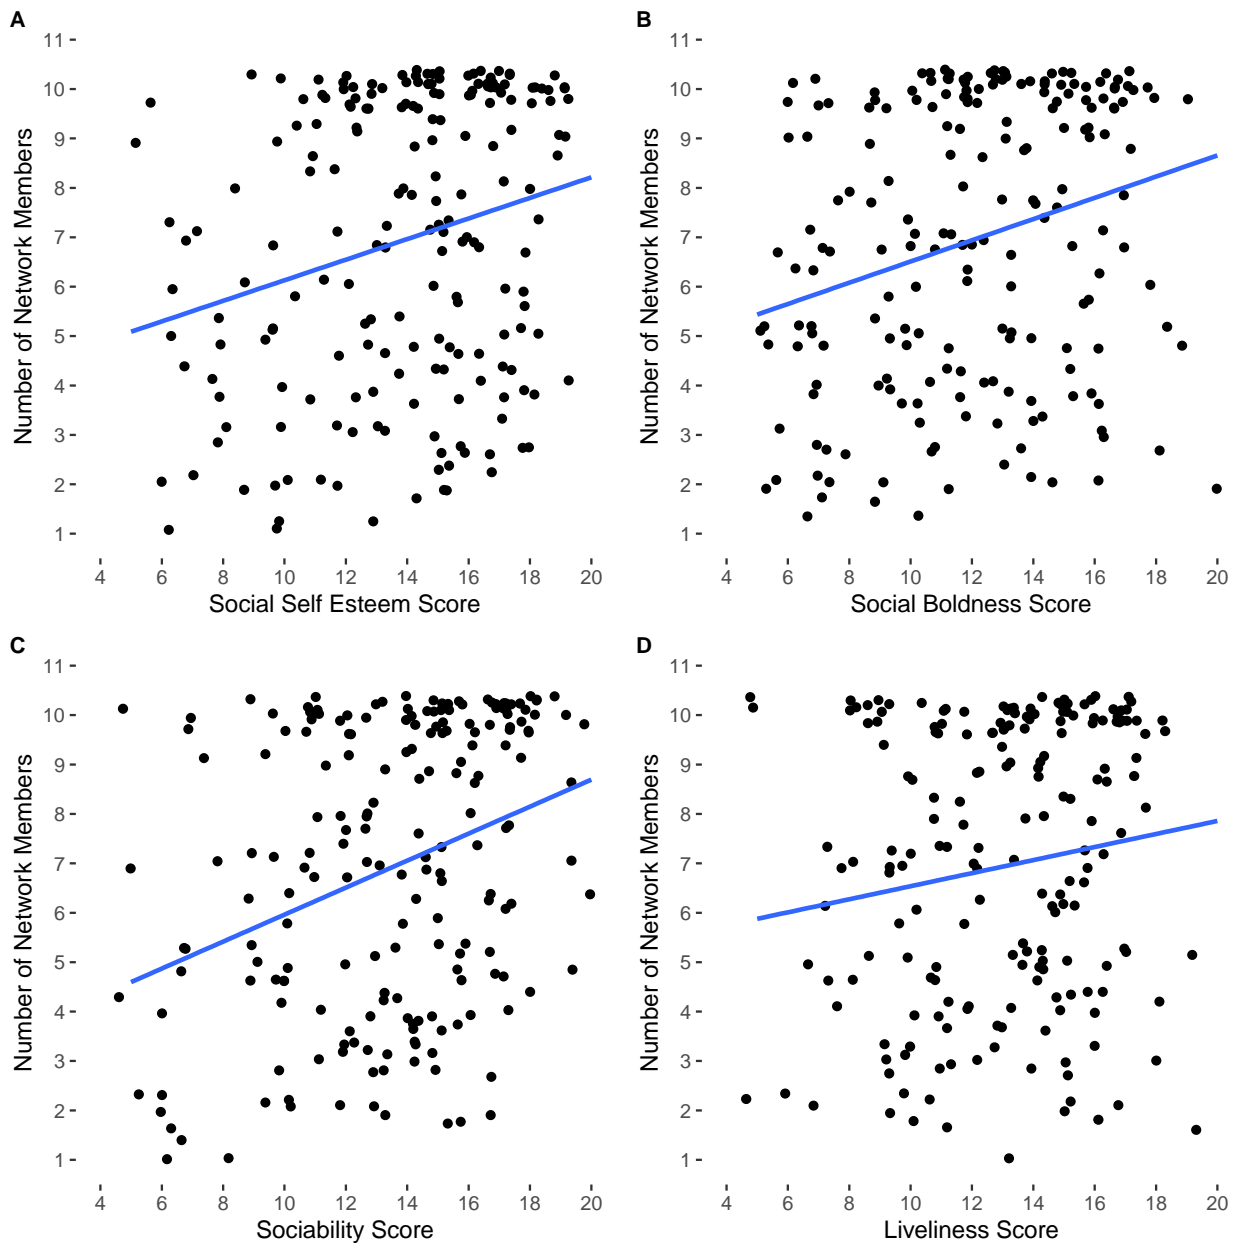 A
B
11
10
9
8
7
6
5
4
3
2
1
Number of Network Members
4 6 8 10 12 14 16 18 20
Social Self Esteem Score
11
10
9
8
7
6
5
4
3
2
1
Number of Network Members
4 6 8 10 12 14 16 18 20
Social Boldness Score
C
D
11
10
9
8
7
6
5
4
3
2
1
Number of Network Members
4 6 8 10 12 14 16 18 20
Sociability Score
11
10
9
8
7
6
5
4
3
2
1
Number of Network Members
4 6 8 10 12 14 16 18 20
Liveliness Score